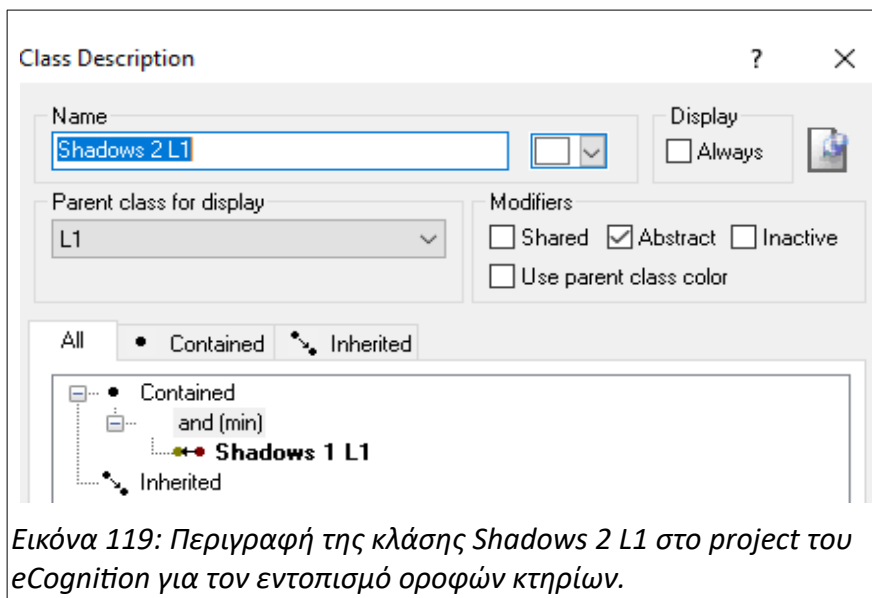 Class Description ?
Name
Shadows 2 L1
Display
Always
Parent class for display
L1
Modifiers
Shared Abstract Inactive
Use parent class color
All Contained Inherited
Contained
and (min)
Shadows 1 L1
Inherited
Εικόνα 119: Περιγραφή της κλάσης Shadows 2 L1 στο project του
eCognition για τον εντοπισμό οροφών κτηρίων.